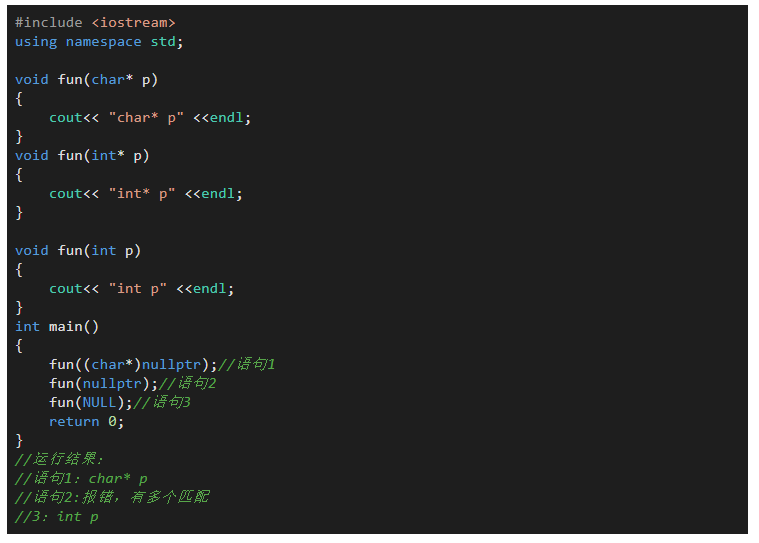 #include <iostream>
using namespace std;
void fun(char* p)
{
cout<< "char* p" <<endl;
}
void fun(int* p)
{
cout<< "int* p" <<endl;
}
void fun(int p)
{
cout<< "int p" <<endl;
}
int main()
{
fun((char*)nullptr);//语句1
fun(nullptr);//语句2
fun(NULL);//语句3
return 0;
}
//运行结果:
//语句1: char* p
//语句2:报错，有多个匹配
//3: int p